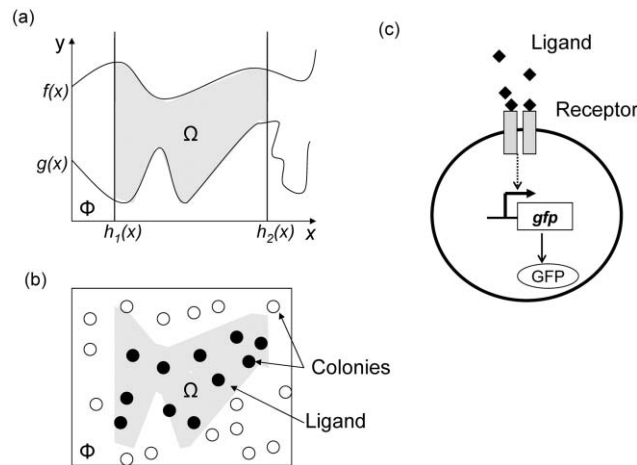 (a)
y
f(x)
Ω
g(x)
Φ
h₁(x)
h₂(x)
x
(b)
Ω
Φ
Colonies
Ligand
(c)
Ligand
Receptor
gfp
GFP